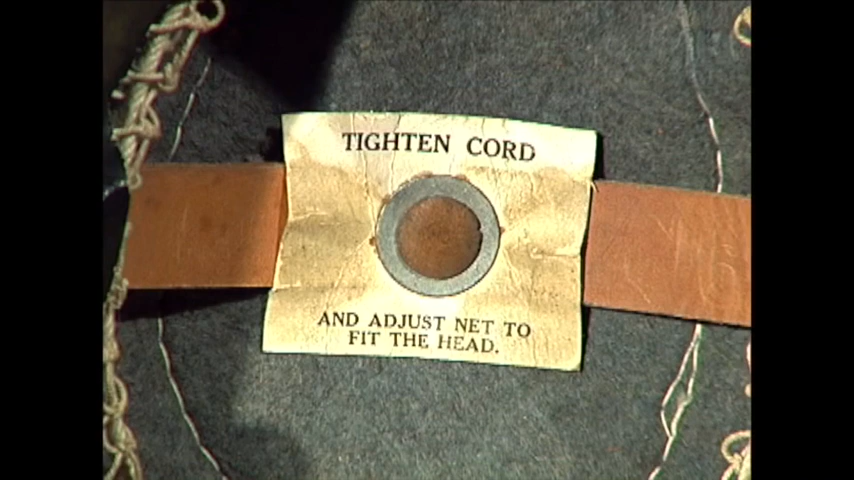 TIGHTEN CORD
AND ADJUST NET TO
FIT THE HEAD.